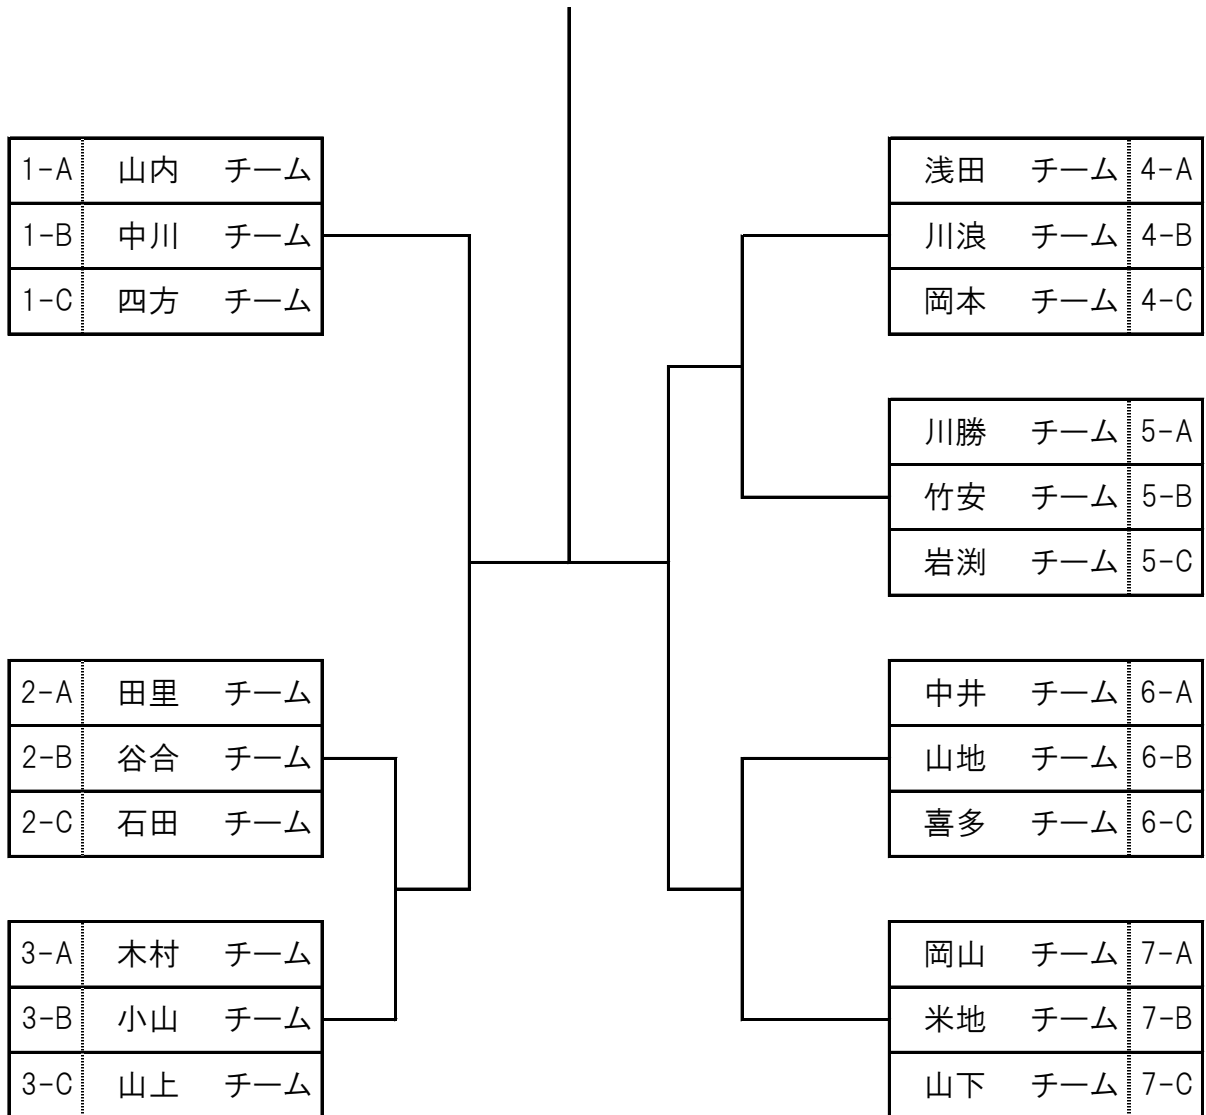 1-A 山内 チーム
1-B 中川 チーム
1-C 四方 チーム
2-A 田里 チーム
2-B 谷合 チーム
2-C 石田 チーム
3-A 木村 チーム
3-B 小山 チーム
3-C 山上 チーム
浅田 チーム 4-A
川浪 チーム 4-B
岡本 チーム 4-C
川勝 チーム 5-A
竹安 チーム 5-B
岩渕 チーム 5-C
中井 チーム 6-A
山地 チーム 6-B
喜多 チーム 6-C
岡山 チーム 7-A
米地 チーム 7-B
山下 チーム 7-C